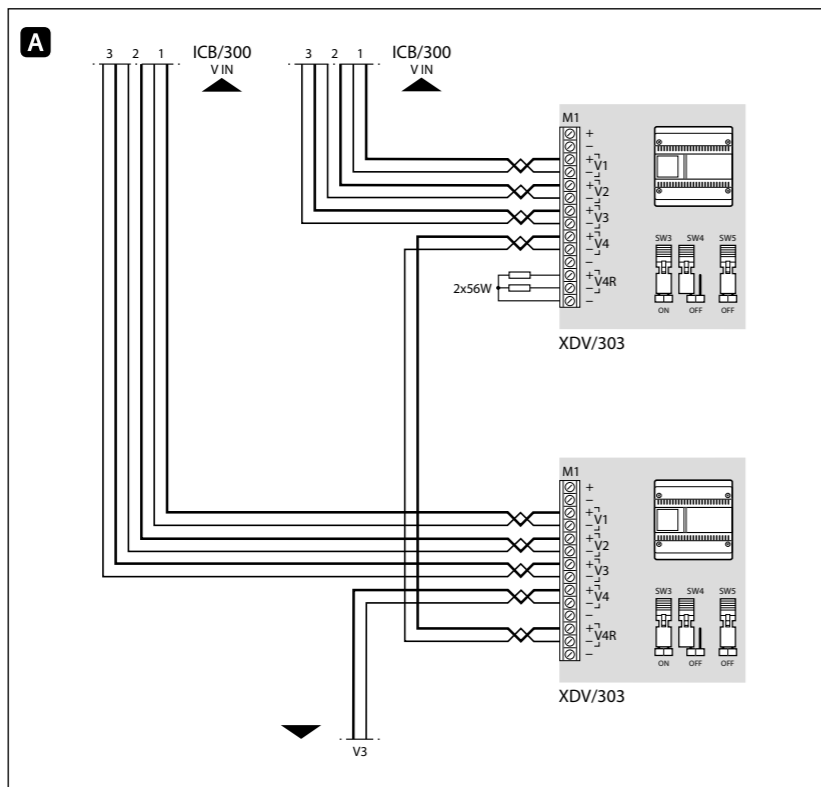 A
3 2 1 ICB/300
V IN
3 2 1 ICB/300
V IN
M1
+
−
+ V1
−
+ V2
−
+ V3
−
+ V4
−
−
+ V4R
−
−
2x56W
SW3 SW4 SW5
ON OFF OFF
XDV/303
M1
+
−
+ V1
−
+ V2
−
+ V3
−
+ V4
−
−
+ V4R
−
−
SW3 SW4 SW5
ON OFF OFF
XDV/303
V3